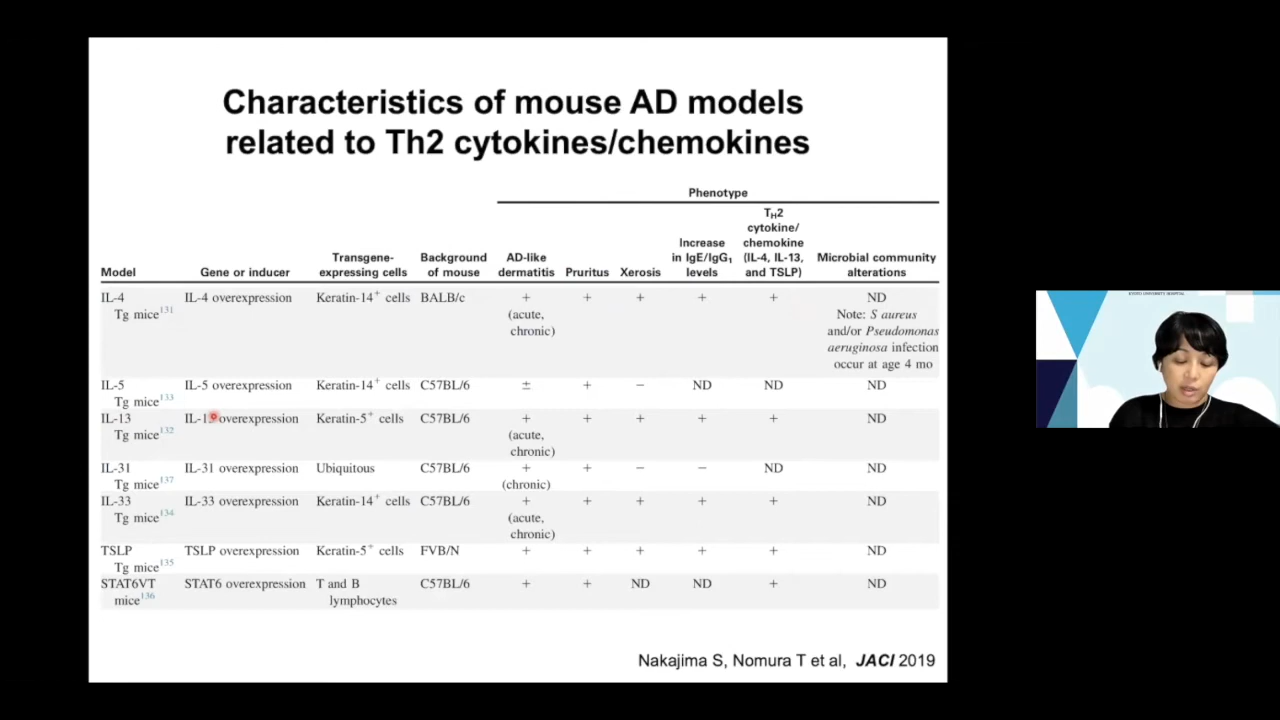 Characteristics of mouse AD models
related to Th2 cytokines/chemokines
Phenotype
Model Gene or inducer Transgene-expressing cells Background of mouse AD-like dermatitis Pruritus Xerosis Increase in IgE/IgG1 levels TH2 cytokine/chemokine (IL-4, IL-13, and TSLP) Microbial community alterations
IL-4 Tg mice131 IL-4 overexpression Keratin-14+ cells BALB/c + (acute, chronic) + + + + ND Note: S aureus and/or Pseudomonas aeruginosa infection occur at age 4 mo
IL-5 Tg mice133 IL-5 overexpression Keratin-14+ cells C57BL/6 ± + − ND ND ND
IL-13 Tg mice132 IL-13 overexpression Keratin-5+ cells C57BL/6 + (acute, chronic) + + + + ND
IL-31 Tg mice137 IL-31 overexpression Ubiquitous C57BL/6 + (chronic) + − − ND ND
IL-33 Tg mice134 IL-33 overexpression Keratin-14+ cells C57BL/6 + (acute, chronic) + + + + ND
TSLP Tg mice135 TSLP overexpression Keratin-5+ cells FVB/N + + + + + ND
STAT6VT mice136 STAT6 overexpression T and B lymphocytes C57BL/6 + + ND ND + ND
Nakajima S, Nomura T et al, JACI 2019
KYOTO UNIVERSITY HOSPITAL